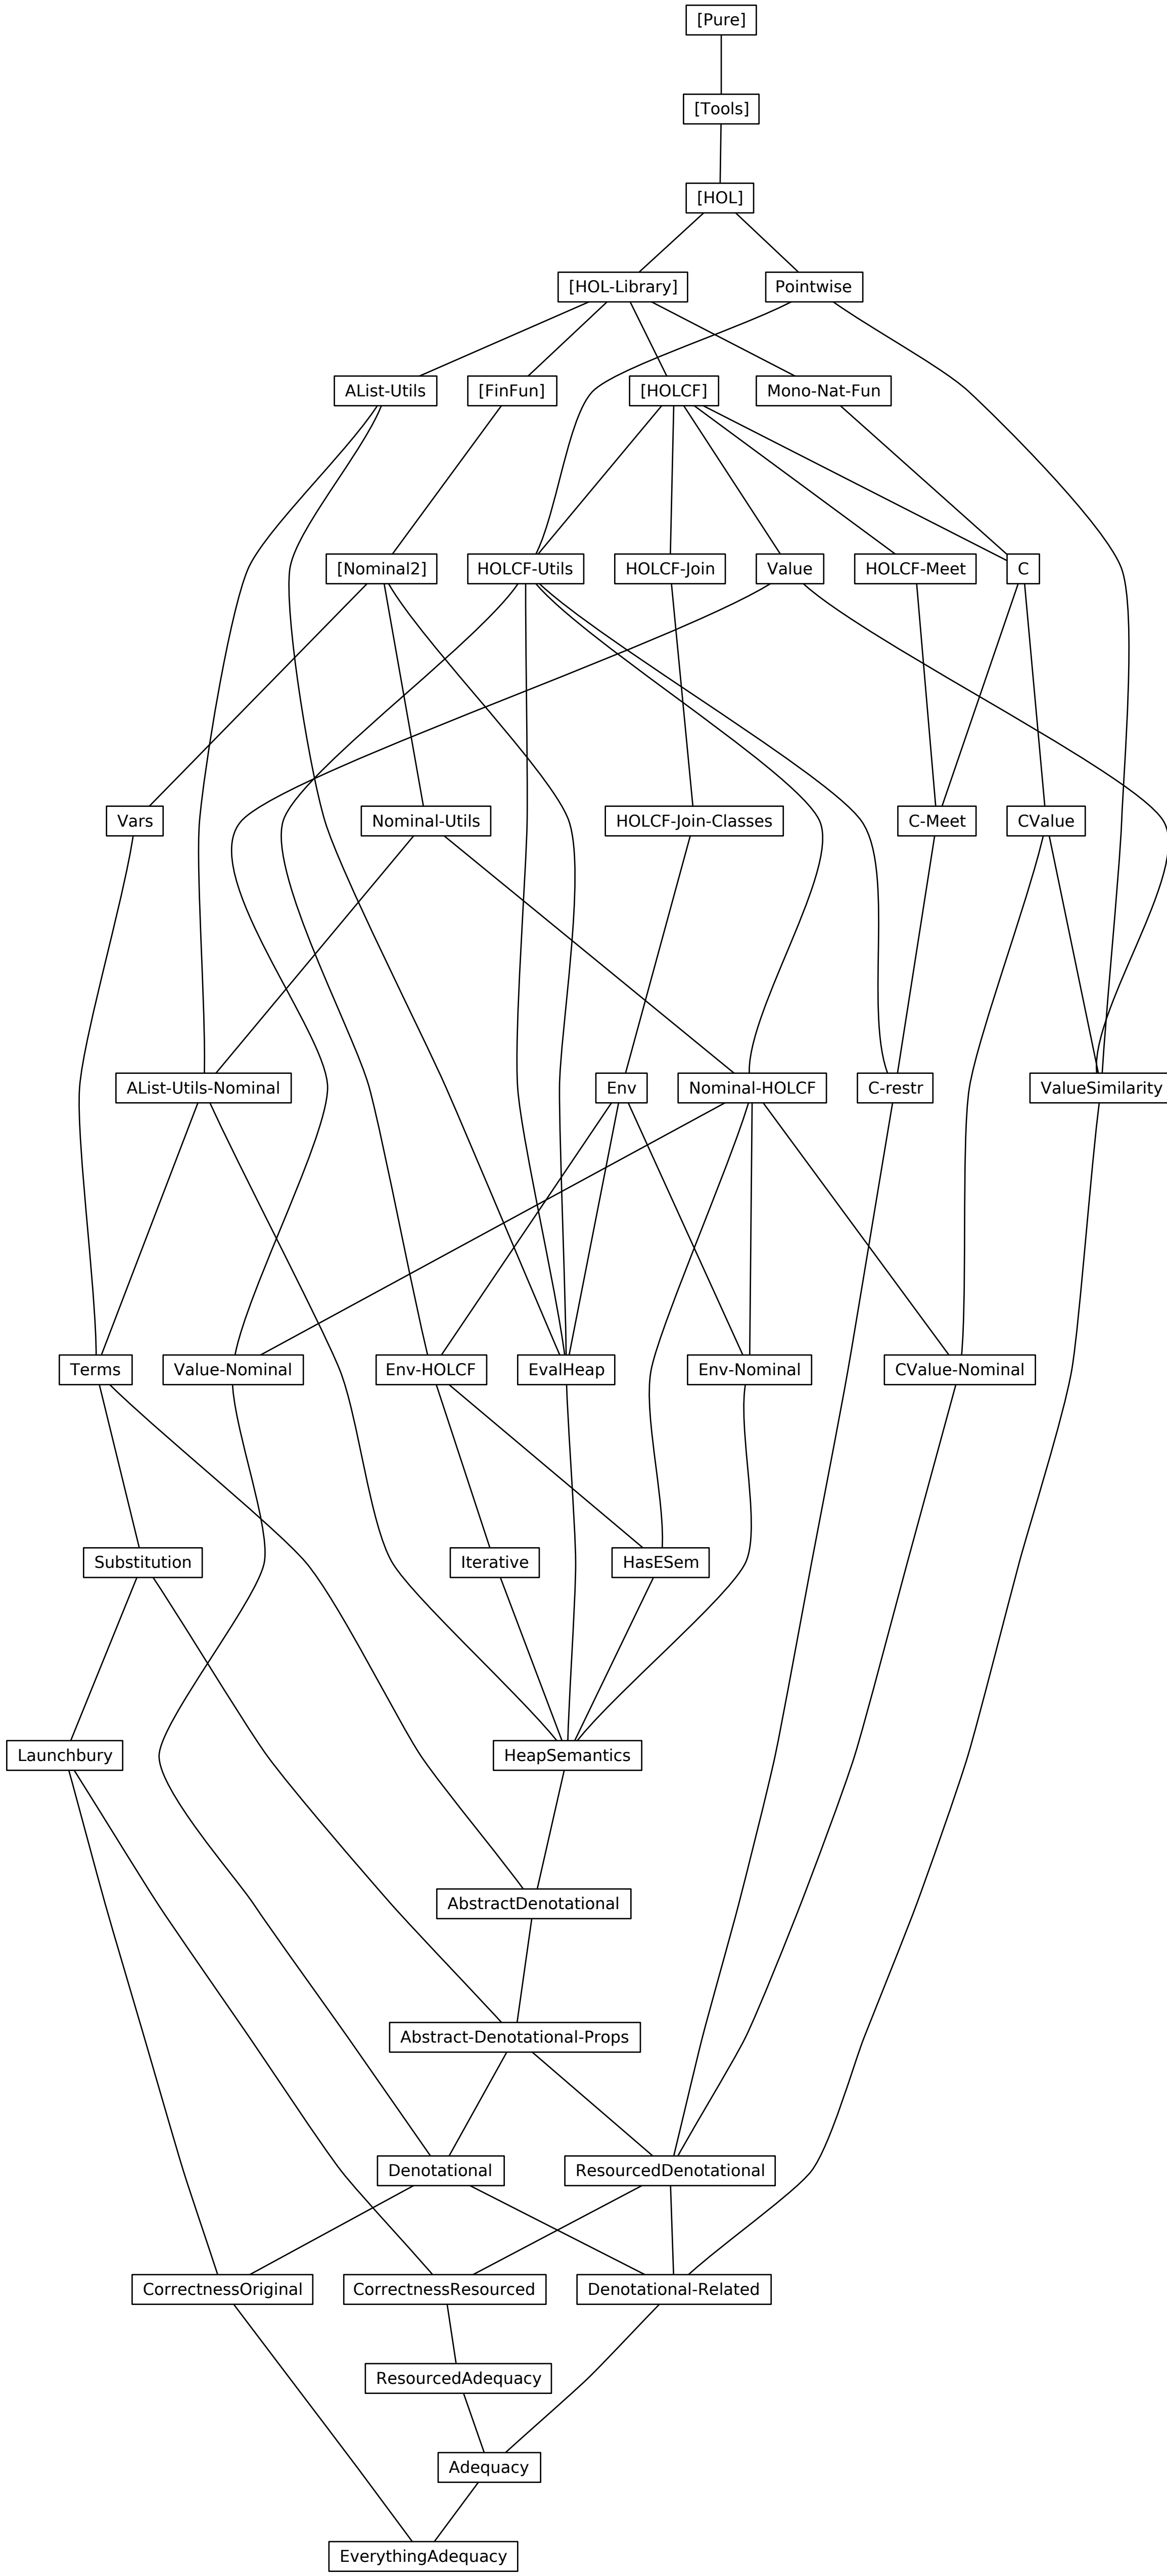 [Pure]
[Tools]
[HOL]
[HOL-Library]
Pointwise
AList-Utils
[FinFun]
[HOLCF]
Mono-Nat-Fun
[Nominal2]
HOLCF-Utils
HOLCF-Join
Value
HOLCF-Meet
C
Vars
Nominal-Utils
HOLCF-Join-Classes
C-Meet
CValue
AList-Utils-Nominal
Env
Nominal-HOLCF
C-restr
ValueSimilarity
Terms
Value-Nominal
Env-HOLCF
EvalHeap
Env-Nominal
CValue-Nominal
Substitution
Iterative
HasESem
Launchbury
HeapSemantics
AbstractDenotational
Abstract-Denotational-Props
Denotational
ResourcedDenotational
CorrectnessOriginal
CorrectnessResourced
Denotational-Related
ResourcedAdequacy
Adequacy
EverythingAdequacy